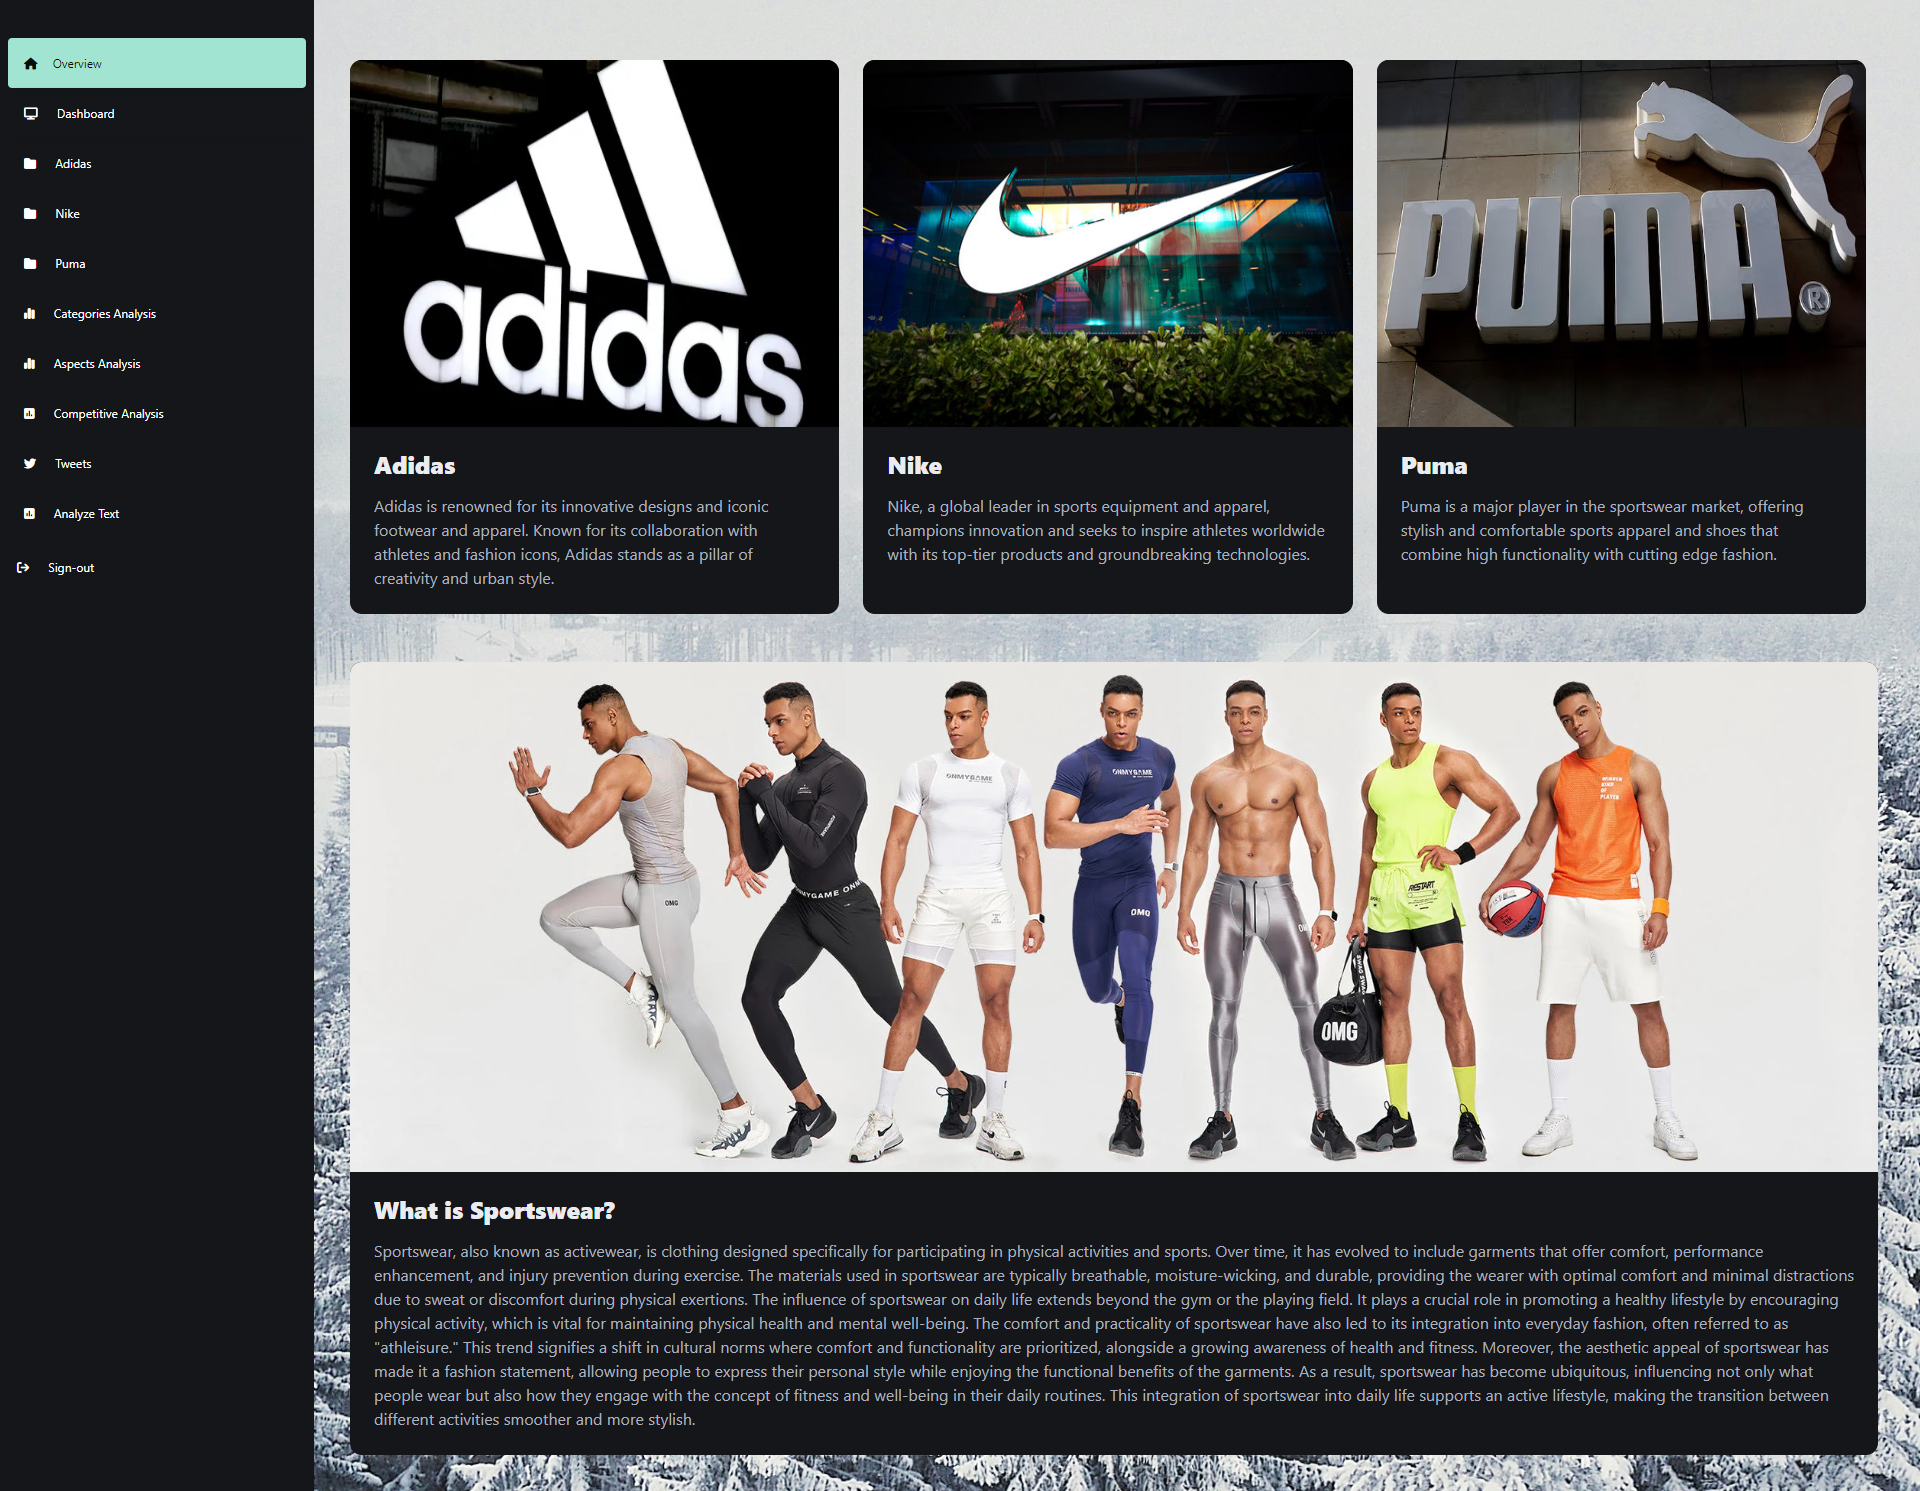 Overview
Dashboard
Adidas
Nike
Puma
Categories Analysis
Aspects Analysis
Competitive Analysis
Tweets
Analyze Text
Sign-out
adidas
PUMA
®
Adidas
Adidas is renowned for its innovative designs and iconic
footwear and apparel. Known for its collaboration with
athletes and fashion icons, Adidas stands as a pillar of
creativity and urban style.
Nike
Nike, a global leader in sports equipment and apparel,
champions innovation and seeks to inspire athletes worldwide
with its top-tier products and groundbreaking technologies.
Puma
Puma is a major player in the sportswear market, offering
stylish and comfortable sports apparel and shoes that
combine high functionality with cutting edge fashion.
ONMYGAME
ONMYGAME
WINNER
KIND
OF
PLAYER
OMG
OMG
RESTART
OMG
What is Sportswear?
Sportswear, also known as activewear, is clothing designed specifically for participating in physical activities and sports. Over time, it has evolved to include garments that offer comfort, performance
enhancement, and injury prevention during exercise. The materials used in sportswear are typically breathable, moisture-wicking, and durable, providing the wearer with optimal comfort and minimal distractions
due to sweat or discomfort during physical exertions. The influence of sportswear on daily life extends beyond the gym or the playing field. It plays a crucial role in promoting a healthy lifestyle by encouraging
physical activity, which is vital for maintaining physical health and mental well-being. The comfort and practicality of sportswear have also led to its integration into everyday fashion, often referred to as
"athleisure." This trend signifies a shift in cultural norms where comfort and functionality are prioritized, alongside a growing awareness of health and fitness. Moreover, the aesthetic appeal of sportswear has
made it a fashion statement, allowing people to express their personal style while enjoying the functional benefits of the garments. As a result, sportswear has become ubiquitous, influencing not only what
people wear but also how they engage with the concept of fitness and well-being in their daily routines. This integration of sportswear into daily life supports an active lifestyle, making the transition between
different activities smoother and more stylish.